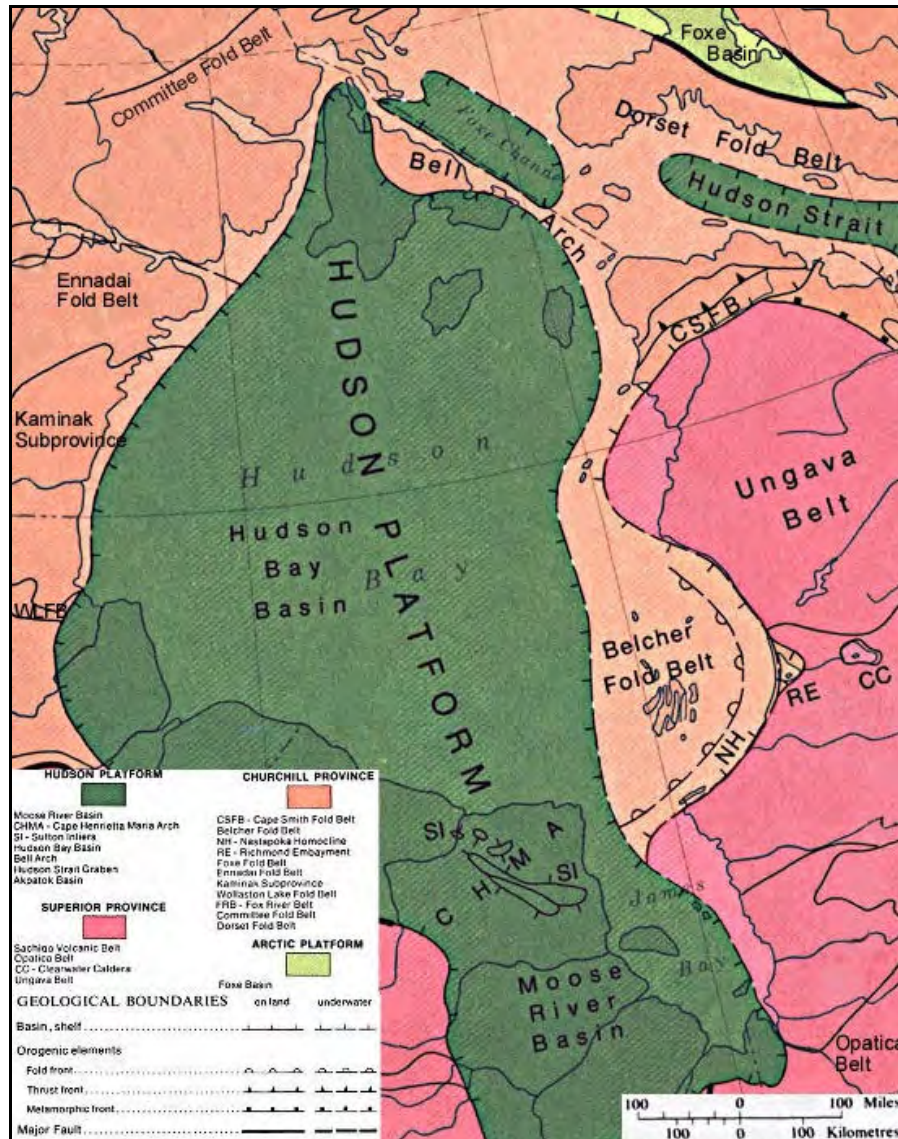 Committee Fold Belt
Foxe
Basin
Foxe Channel
Dorset Fold Belt
Bell Arch
Hudson Strait
Ennadai
Fold Belt
CSFB
HUDSON PLATFORM
Kaminak
Subprovince
Hudson
Bay
Hudson
Bay
Basin
Ungava
Belt
WLFB
Belcher
Fold Belt
RE
CC
NH
SI
CHMA
SI
James
Bay
Moose
River
Basin
Opatica
Belt
HUDSON PLATFORM
Moose River Basin
CHMA - Cape Henrietta Maria Arch
SI - Sutton Inliers
Hudson Bay Basin
Bell Arch
Hudson Strait Graben
Akpatok Basin
SUPERIOR PROVINCE
Sachigo Volcanic Belt
Opatica Belt
CC - Clearwater Caldera
Ungava Belt
CHURCHILL PROVINCE
CSFB - Cape Smith Fold Belt
Belcher Fold Belt
NH - Nastapoka Homocline
RE - Richmond Embayment
Foxe Fold Belt
Ennadai Fold Belt
Kaminak Subprovince
Wollaston Lake Fold Belt
FRB - Fox River Belt
Committee Fold Belt
Dorset Fold Belt
ARCTIC PLATFORM
Foxe Basin
GEOLOGICAL BOUNDARIES on land underwater
Basin, shelf
Orogenic elements
Fold front
Thrust front
Metamorphic front
Major Fault
100 0 100 Miles
100 0 100 Kilometres